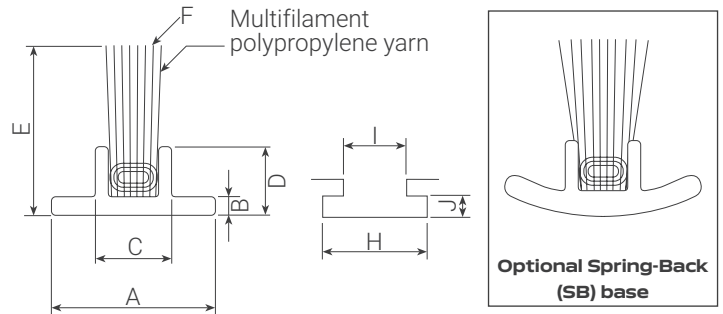 F
Multifilament
polypropylene yarn
E
D
B
C
A
I
J
H
Optional Spring-Back
(SB) base